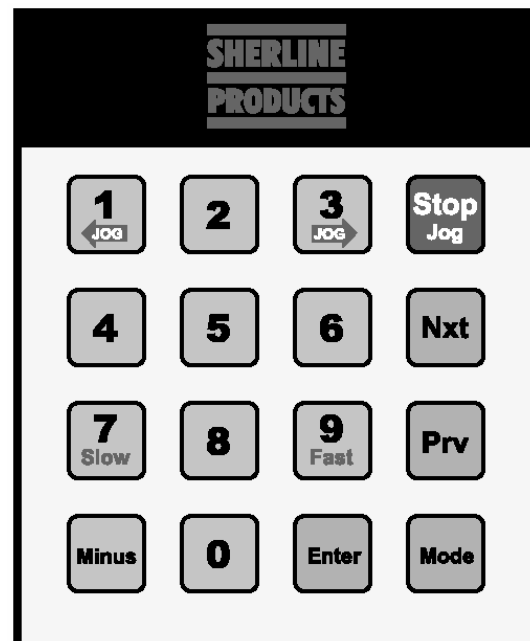 SHERLINE
PRODUCTS
1 2 3 Stop
JOG JOG Jog
4 5 6 Nxt
7 8 9 Prv
Slow Fast
Minus 0 Enter Mode